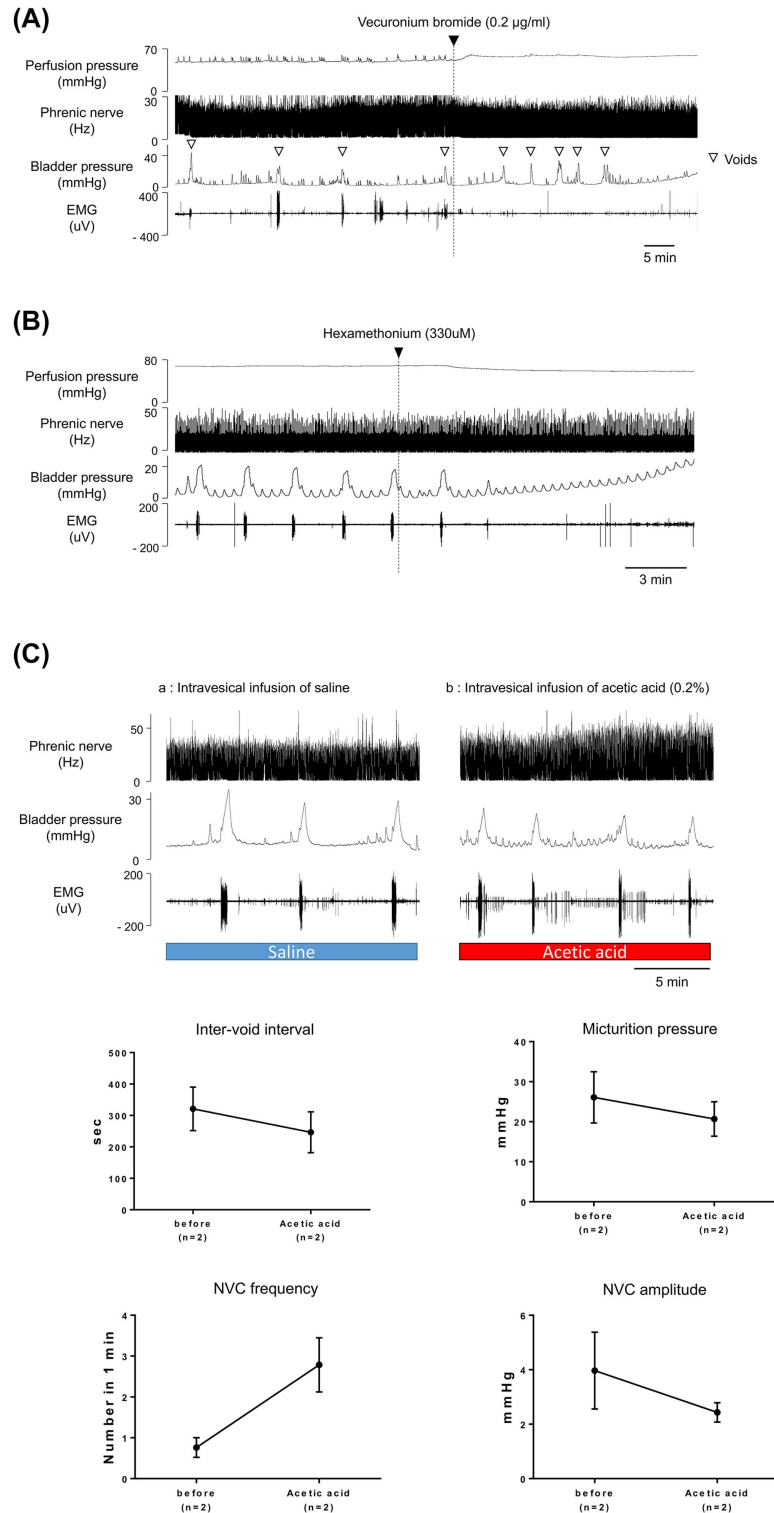 (A)
Vecuronium bromide (0.2 µg/ml)
70
Perfusion pressure
(mmHg)
0
30
Phrenic nerve
(Hz)
0
40
Bladder pressure
(mmHg)
0
Voids
400
EMG
(uV)
- 400
5 min
(B)
Hexamethonium (330uM)
80
Perfusion pressure
(mmHg)
0
50
Phrenic nerve
(Hz)
0
20
Bladder pressure
(mmHg)
0
200
EMG
(uV)
- 200
3 min
(C)
a : Intravesical infusion of saline
b : Intravesical infusion of acetic acid (0.2%)
50
Phrenic nerve
(Hz)
0
30
Bladder pressure
(mmHg)
0
200
EMG
(uV)
- 200
Saline
Acetic acid
5 min
Inter-void interval
500
400
300
200
100
0
sec
before
(n=2)
Acetic acid
(n=2)
Micturition pressure
40
30
20
10
0
mmHg
before
(n=2)
Acetic acid
(n=2)
NVC frequency
4
3
2
1
0
Number in 1 min
before
(n=2)
Acetic acid
(n=2)
NVC amplitude
6
4
2
0
mmHg
before
(n=2)
Acetic acid
(n=2)